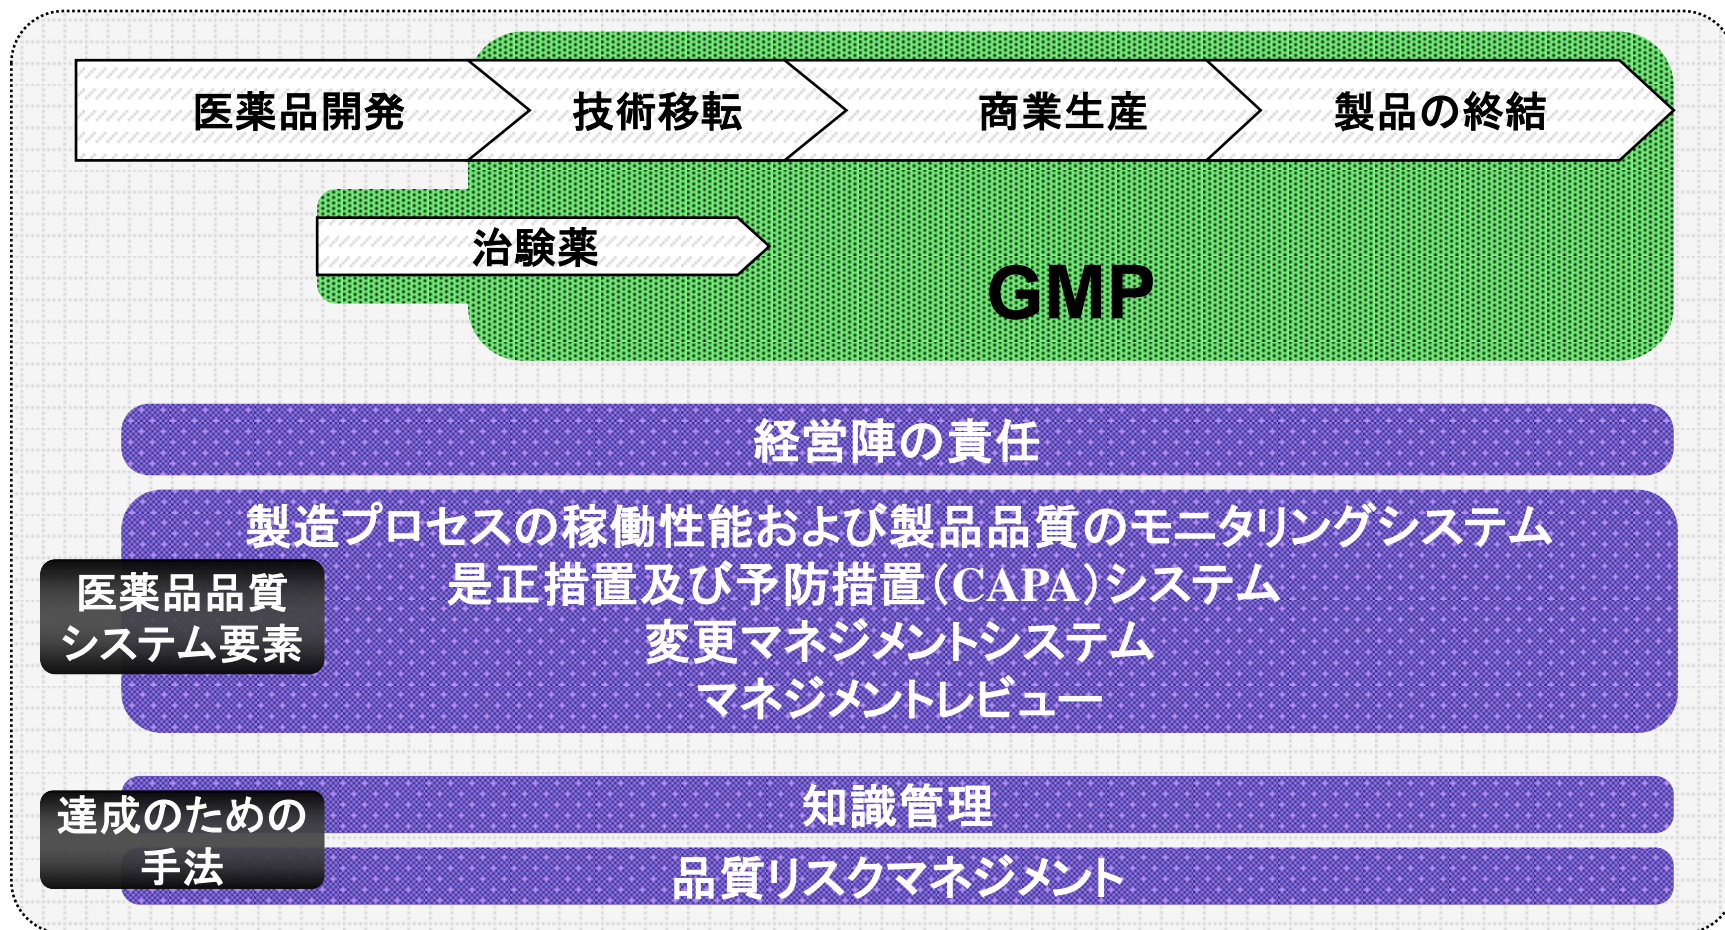 医薬品開発
技術移転
商業生産
製品の終結
治験薬
GMP
経営陣の責任
製造プロセスの稼働性能および製品品質のモニタリングシステム
是正措置及び予防措置（CAPA）システム
変更マネジメントシステム
マネジメントレビュー
医薬品品質
システム要素
知識管理
品質リスクマネジメント
達成のための
手法